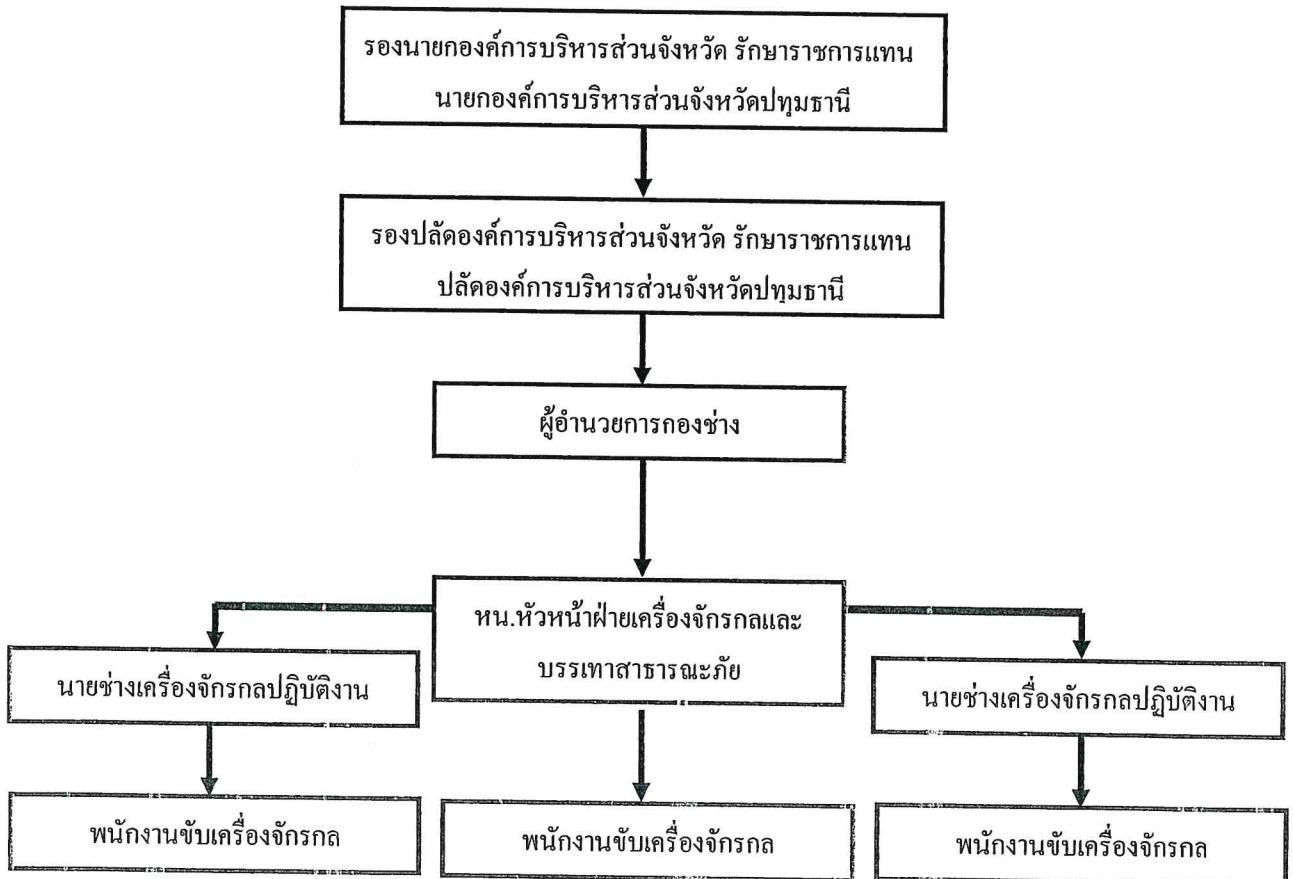 รองนายกองค์การบริหารส่วนจังหวัด รักษาราชการแทน
นายกองค์การบริหารส่วนจังหวัดปทุมธานี
รองปลัดองค์การบริหารส่วนจังหวัด รักษาราชการแทน
ปลัดองค์การบริหารส่วนจังหวัดปทุมธานี
ผู้อำนวยการกองช่าง
หน.หัวหน้าฝ่ายเครื่องจักรกลและ
บรรเทาสาธารณะภัย
นายช่างเครื่องจักรกลปฏิบัติงาน
นายช่างเครื่องจักรกลปฏิบัติงาน
พนักงานขับเครื่องจักรกล
พนักงานขับเครื่องจักรกล
พนักงานขับเครื่องจักรกล